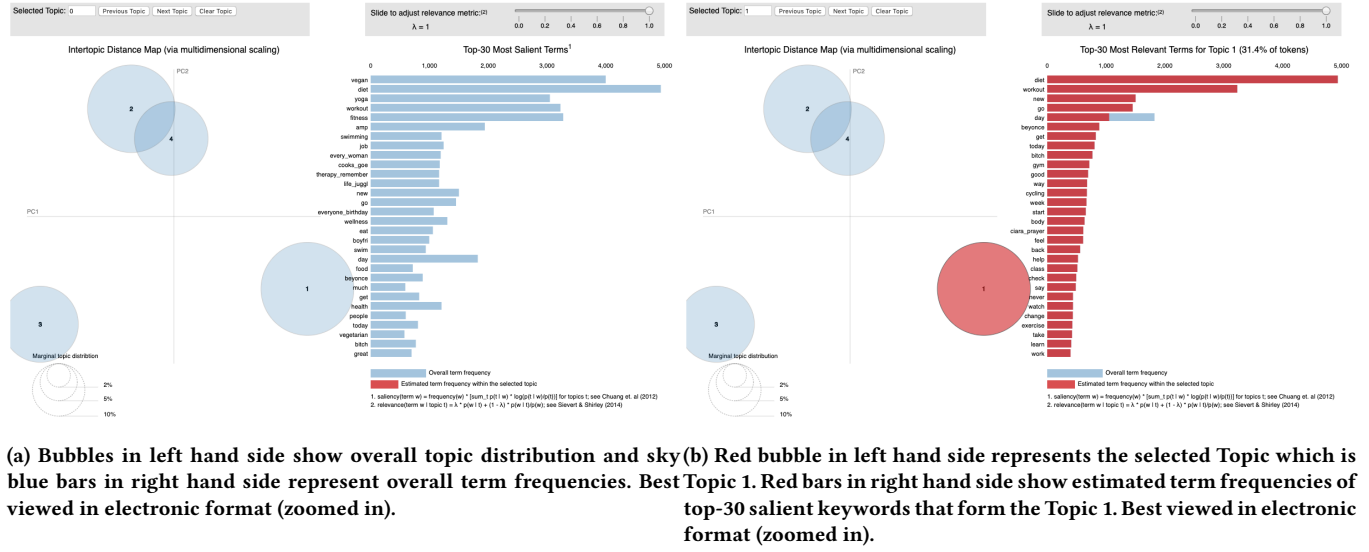 Selected Topic: 0 Previous Topic Next Topic Clear Topic
Slide to adjust relevance metric:(2)
λ = 1
0.0 0.2 0.4 0.6 0.8 1.0
Intertopic Distance Map (via multidimensional scaling)
PC2
PC1
2
4
1
3
Marginal topic distribtion
2%
5%
10%
Top-30 Most Salient Terms1
0 1,000 2,000 3,000 4,000 5,000
vegan
diet
yoga
workout
fitness
amp
swimming
job
every_woman
cooks_goe
therapy_remember
life_juggl
new
go
everyone_birthday
wellness
eat
boyfri
swim
day
food
beyonce
much
get
health
people
today
vegetarian
bitch
great
Overall term frequency
Estimated term frequency within the selected topic
1. saliency(term w) = frequency(w) * [sum_t p(t | w) * log(p(t | w)/p(t))] for topics t; see Chuang et. al (2012)
2. relevance(term w | topic t) = λ * p(w | t) + (1 - λ) * p(w | t)/p(w); see Sievert & Shirley (2014)
Selected Topic: 1 Previous Topic Next Topic Clear Topic
Slide to adjust relevance metric:(2)
λ = 1
0.0 0.2 0.4 0.6 0.8 1.0
Intertopic Distance Map (via multidimensional scaling)
PC2
PC1
2
4
1
3
Marginal topic distribution
2%
5%
10%
Top-30 Most Relevant Terms for Topic 1 (31.4% of tokens)
0 1,000 2,000 3,000 4,000 5,000
diet
workout
new
go
day
beyonce
get
today
bitch
gym
good
way
cycling
week
start
body
clara_prayer
feel
back
help
class
check
say
never
watch
change
exercise
take
learn
work
Overall term frequency
Estimated term frequency within the selected topic
1. saliency(term w) = frequency(w) * [sum_t p(t | w) * log(p(t | w)/p(t))] for topics t; see Chuang et. al (2012)
2. relevance(term w | topic t) = λ * p(w | t) + (1 - λ) * p(w | t)/p(w); see Sievert & Shirley (2014)
(a) Bubbles in left hand side show overall topic distribution and sky
blue bars in right hand side represent overall term frequencies. Best
viewed in electronic format (zoomed in).
(b) Red bubble in left hand side represents the selected Topic which is
Topic 1. Red bars in right hand side show estimated term frequencies of
top-30 salient keywords that form the Topic 1. Best viewed in electronic
format (zoomed in).